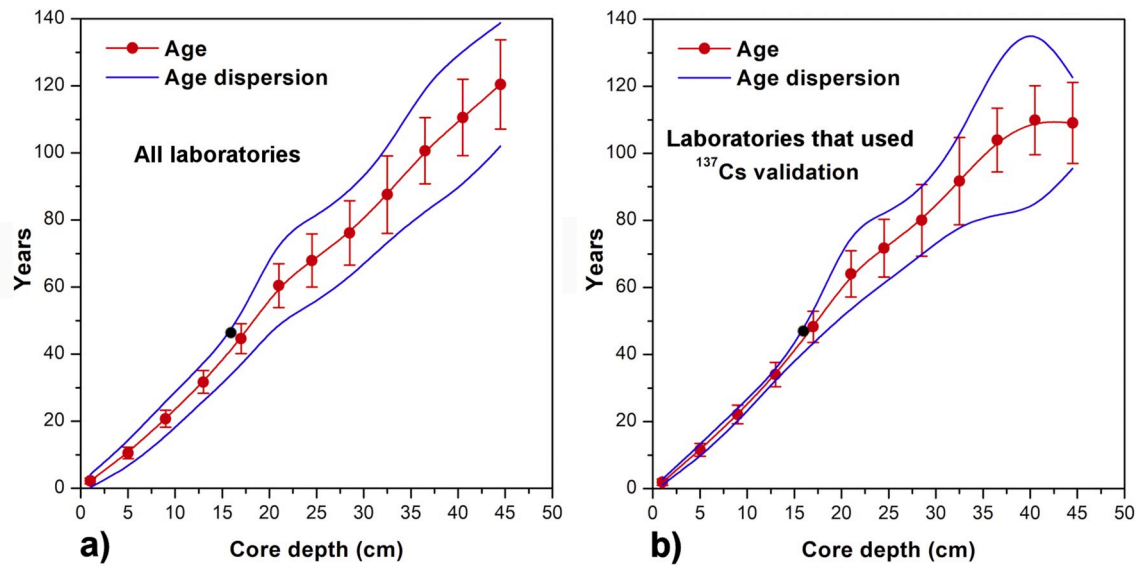 140
120
100
80
60
40
20
0
Years
Age
Age dispersion
All laboratories
0 5 10 15 20 25 30 35 40 45 50
a) Core depth (cm)
140
120
100
80
60
40
20
0
Years
Age
Age dispersion
Laboratories that used
¹³⁷Cs validation
0 5 10 15 20 25 30 35 40 45 50
b) Core depth (cm)